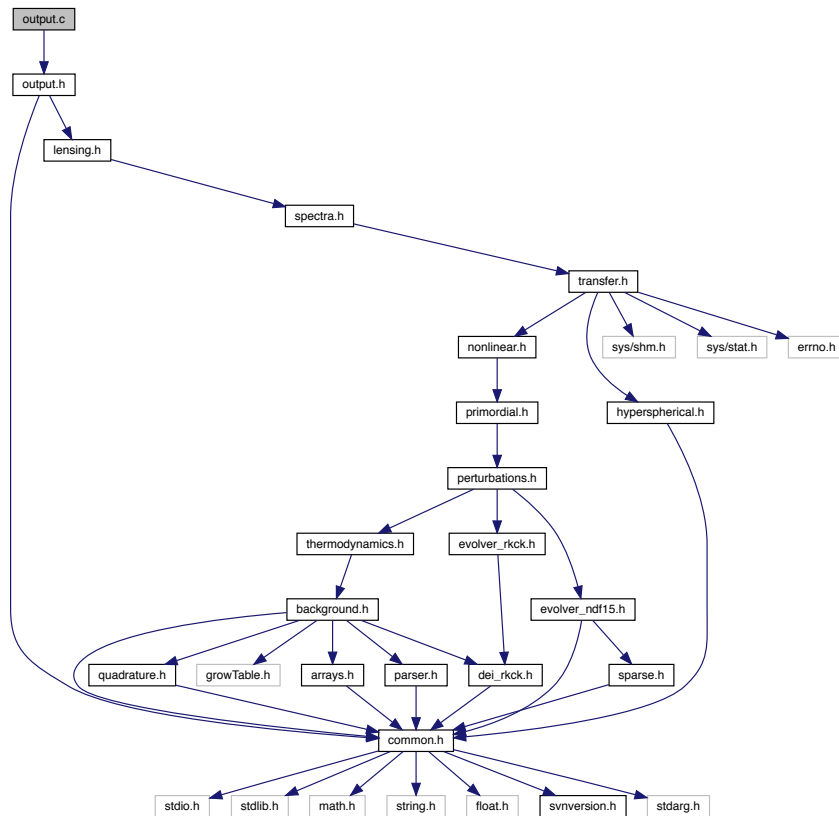 output.c
output.h
lensing.h
spectra.h
transfer.h
nonlinear.h
sys/shm.h
sys/stat.h
errno.h
primordial.h
hyperspherical.h
perturbations.h
thermodynamics.h
evolver_rkck.h
background.h
evolver_ndf15.h
quadrature.h
growTable.h
arrays.h
parser.h
dei_rkck.h
sparse.h
common.h
stdio.h
stdlib.h
math.h
string.h
float.h
svnversion.h
stdarg.h